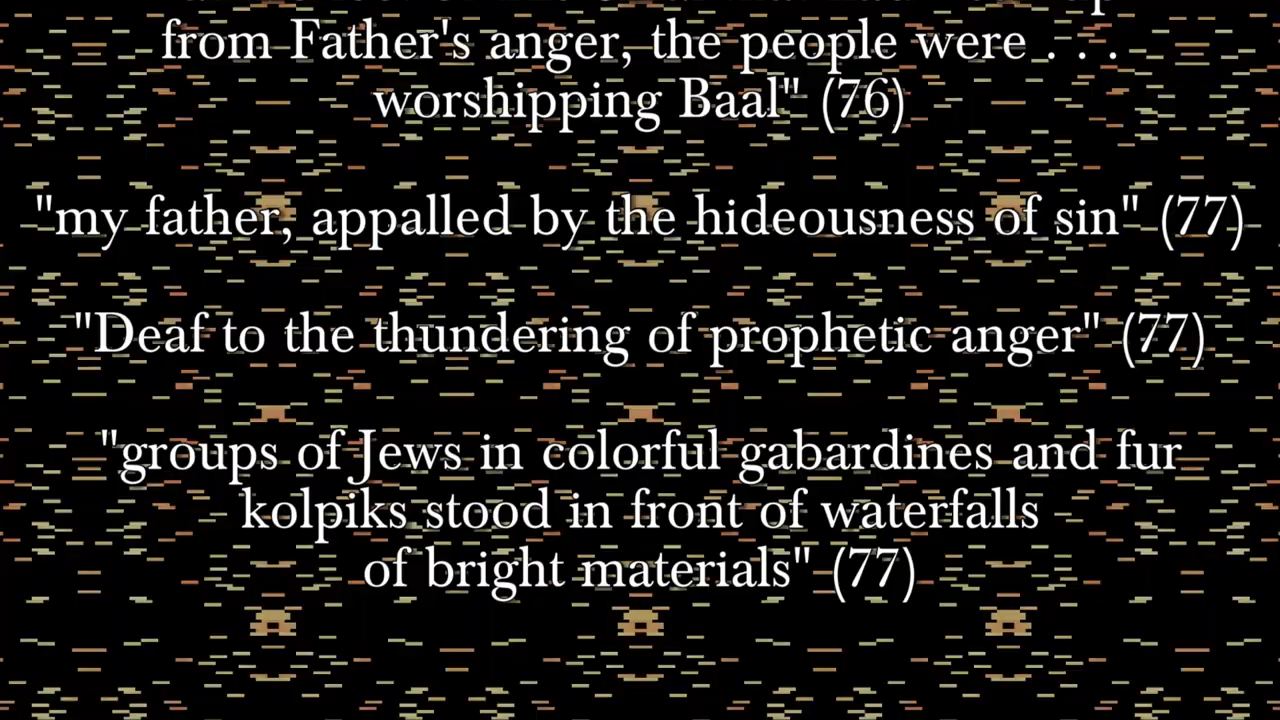 from Father's anger, the people were . . .
worshipping Baal" (76)
"my father, appalled by the hideousness of sin" (77)
"Deaf to the thundering of prophetic anger" (77)
"groups of Jews in colorful gabardines and fur
kolpiks stood in front of waterfalls
of bright materials" (77)